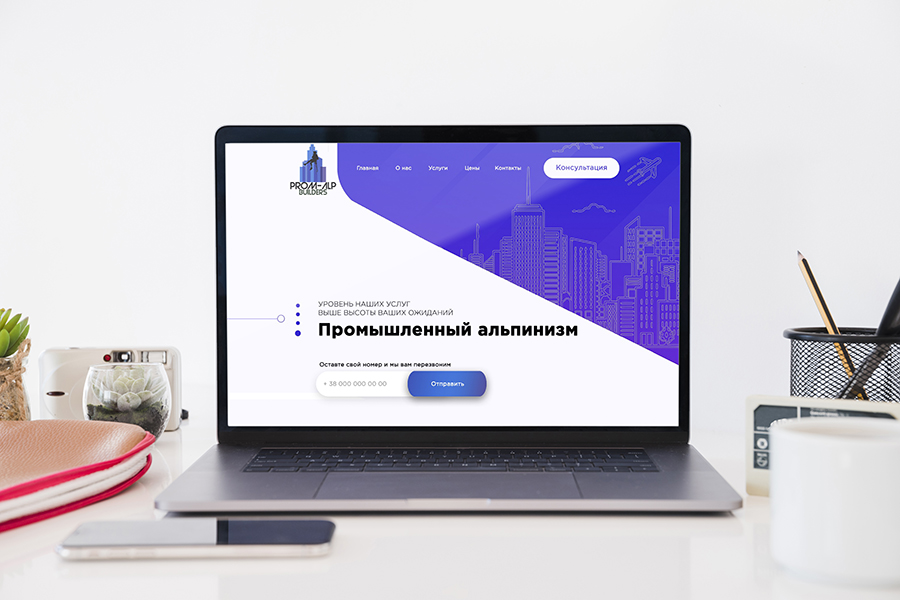 PROM-ALP
BUILDERS
Главная
О нас
Услуги
Цены
Контакты
Консультация
УРОВЕНЬ НАШИХ УСЛУГ
ВЫШЕ ВЫСОТЫ ВАШИХ ОЖИДАНИЙ
Промышленный альпинизм
Оставте свой номер и мы вам перезвоним
+ 38 000 000 00 00
Отправить